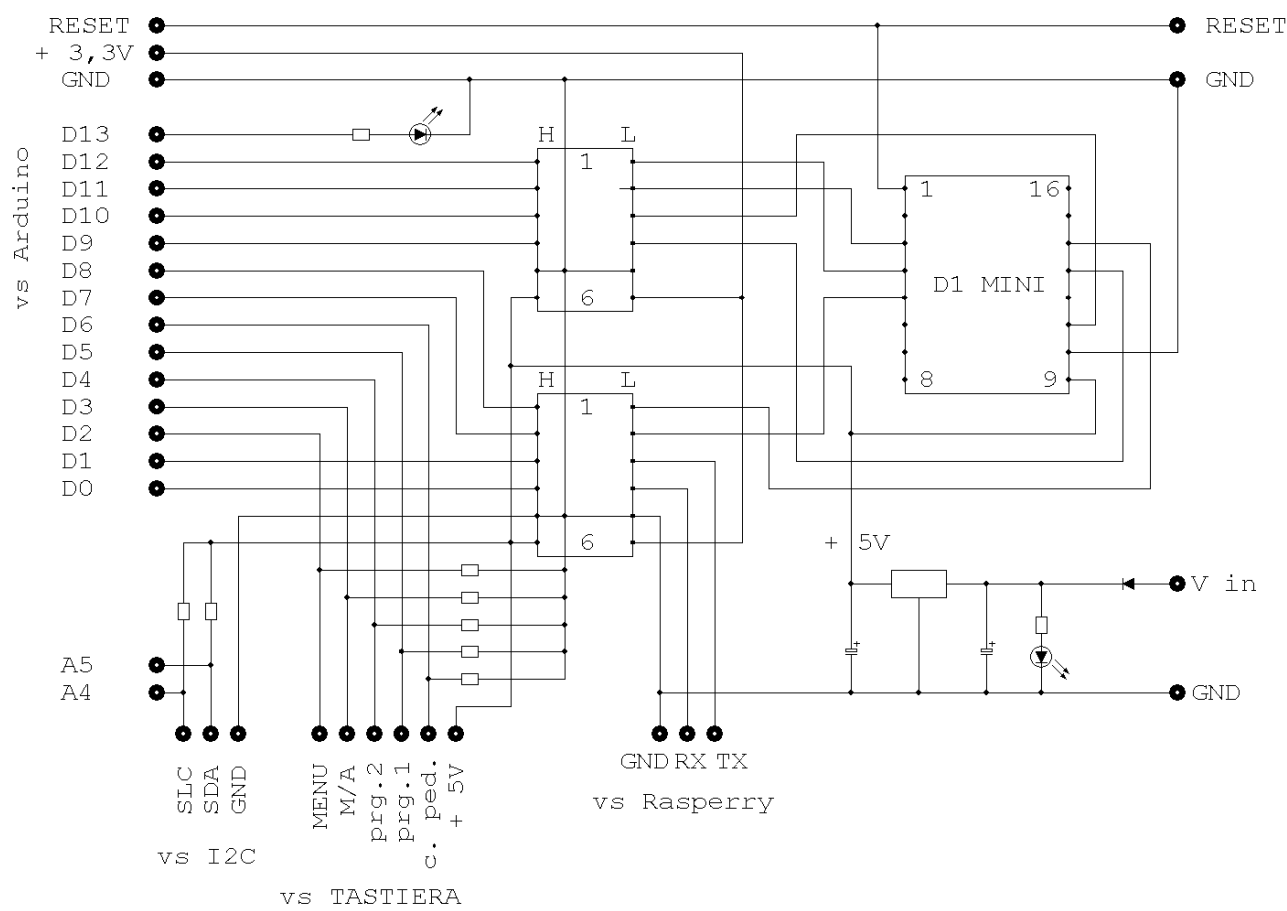 RESET
RESET
+ 3,3V
GND
GND
vs Arduino
D13
D12
D11
D10
D9
D8
D7
D6
D5
D4
D3
D2
D1
D0
H L
1
6
H L
1
6
1 16
D1 MINI
8 9
+ 5V
+
+
V in
A5
A4
GND
SLC
SDA
GND
MENU
M/A
prg.2
prg.1
c. ped.
+ 5V
GND RX TX
vs Rasperry
vs I2C
vs TASTIERA